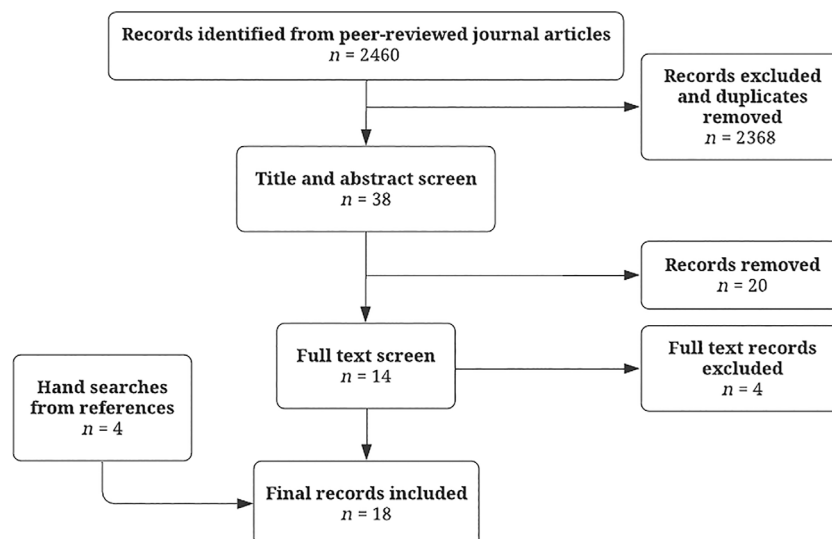 Records identified from peer-reviewed journal articles
n = 2460
Records excluded
and duplicates
removed
n = 2368
Title and abstract screen
n = 38
Records removed
n = 20
Full text screen
n = 14
Full text records
excluded
n = 4
Hand searches
from references
n = 4
Final records included
n = 18